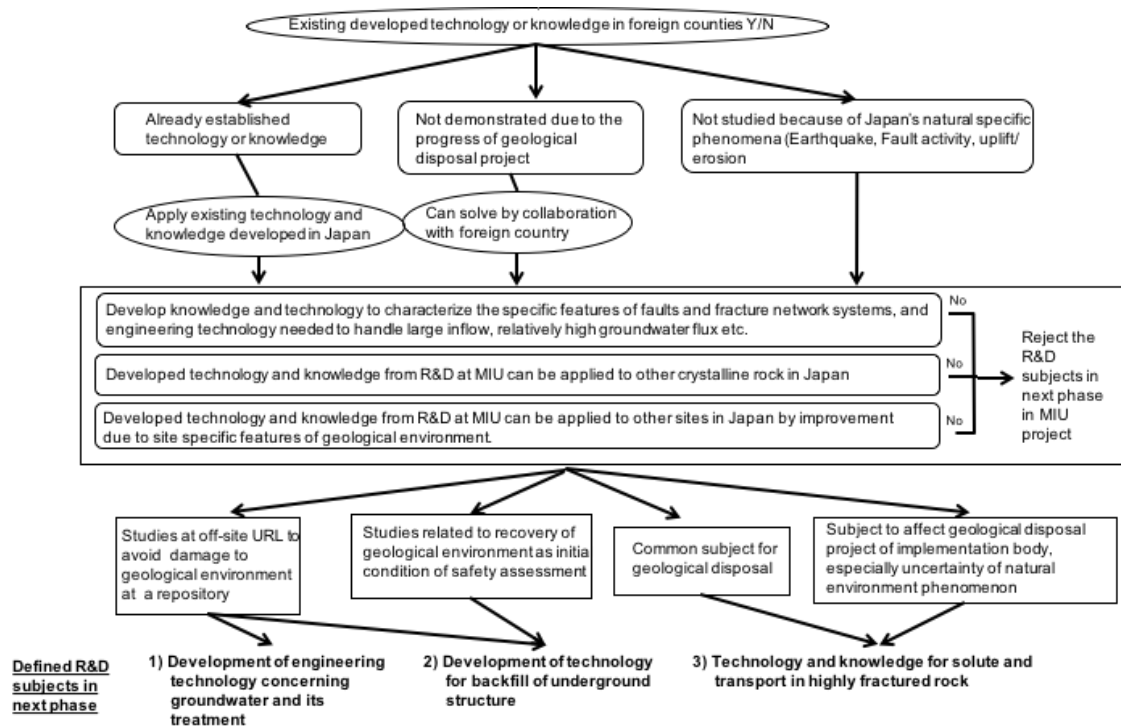 Existing developed technology or knowledge in foreign counties Y/N
Already established
technology or knowledge
Not demonstrated due to the
progress of geological
disposal project
Not studied because of Japan's natural specific
phenomena (Earthquake, Fault activity, uplift/
erosion
Apply existing technology and
knowledge developed in Japan
Can solve by collaboration
with foreign country
Develop knowledge and technology to characterize the specific features of faults and fracture network systems, and
engineering technology needed to handle large inflow, relatively high groundwater flux etc.
No
Developed technology and knowledge from R&D at MIU can be applied to other crystalline rock in Japan
No
Developed technology and knowledge from R&D at MIU can be applied to other sites in Japan by improvement
due to site specific features of geological environment.
No
Reject the
R&D
subjects in
next phase
in MIU
project
Studies at off-site URL to
avoid damage to
geological environment
at a repository
Studies related to recovery of
geological environment as initia
condition of safety assessment
Common subject for
geological disposal
Subject to affect geological disposal
project of implementation body,
especially uncertainty of natural
environment phenomenon
Defined R&D
subjects in
next phase
1) Development of engineering
technology concerning
groundwater and its
treatment
2) Development of technology
for backfill of underground
structure
3) Technology and knowledge for solute and
transport in highly fractured rock